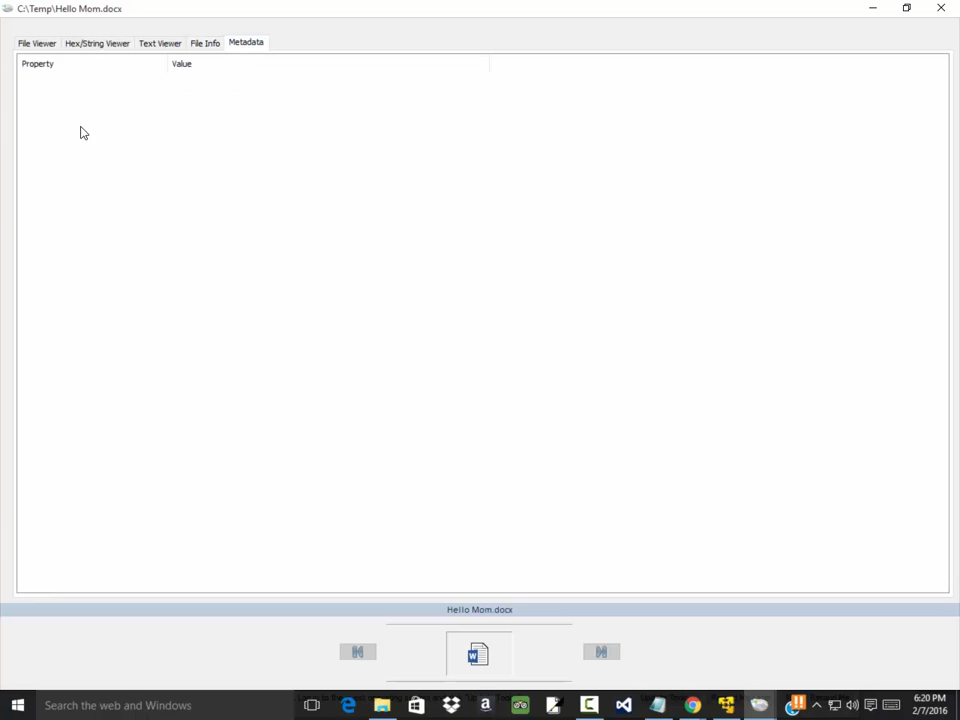 C:\Temp\Hello Mom.docx
File Viewer Hex/String Viewer Text Viewer File Info Metadata
Property Value
Hello Mom.docx
Search the web and Windows
6:20 PM
2/7/2016